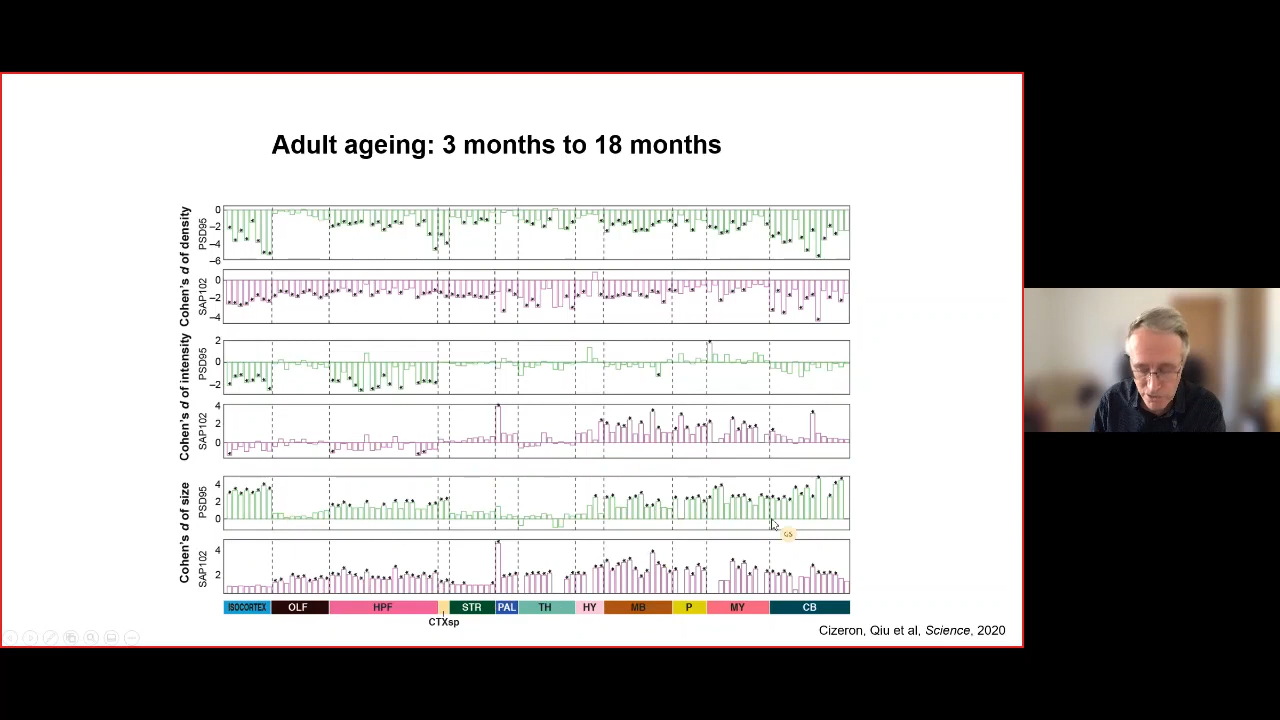 Adult ageing: 3 months to 18 months
Cohen's d of density
PSD95
0
−2
−4
−6
SAP102
0
−2
−4
Cohen's d of intensity
PSD95
2
0
−2
SAP102
4
2
0
Cohen's d of size
PSD95
4
2
0
SAP102
4
2
ISOCORTEX OLF HPF STR PAL TH HY MB P MY CB
CTXsp
GS
Cizeron, Qiu et al, Science, 2020